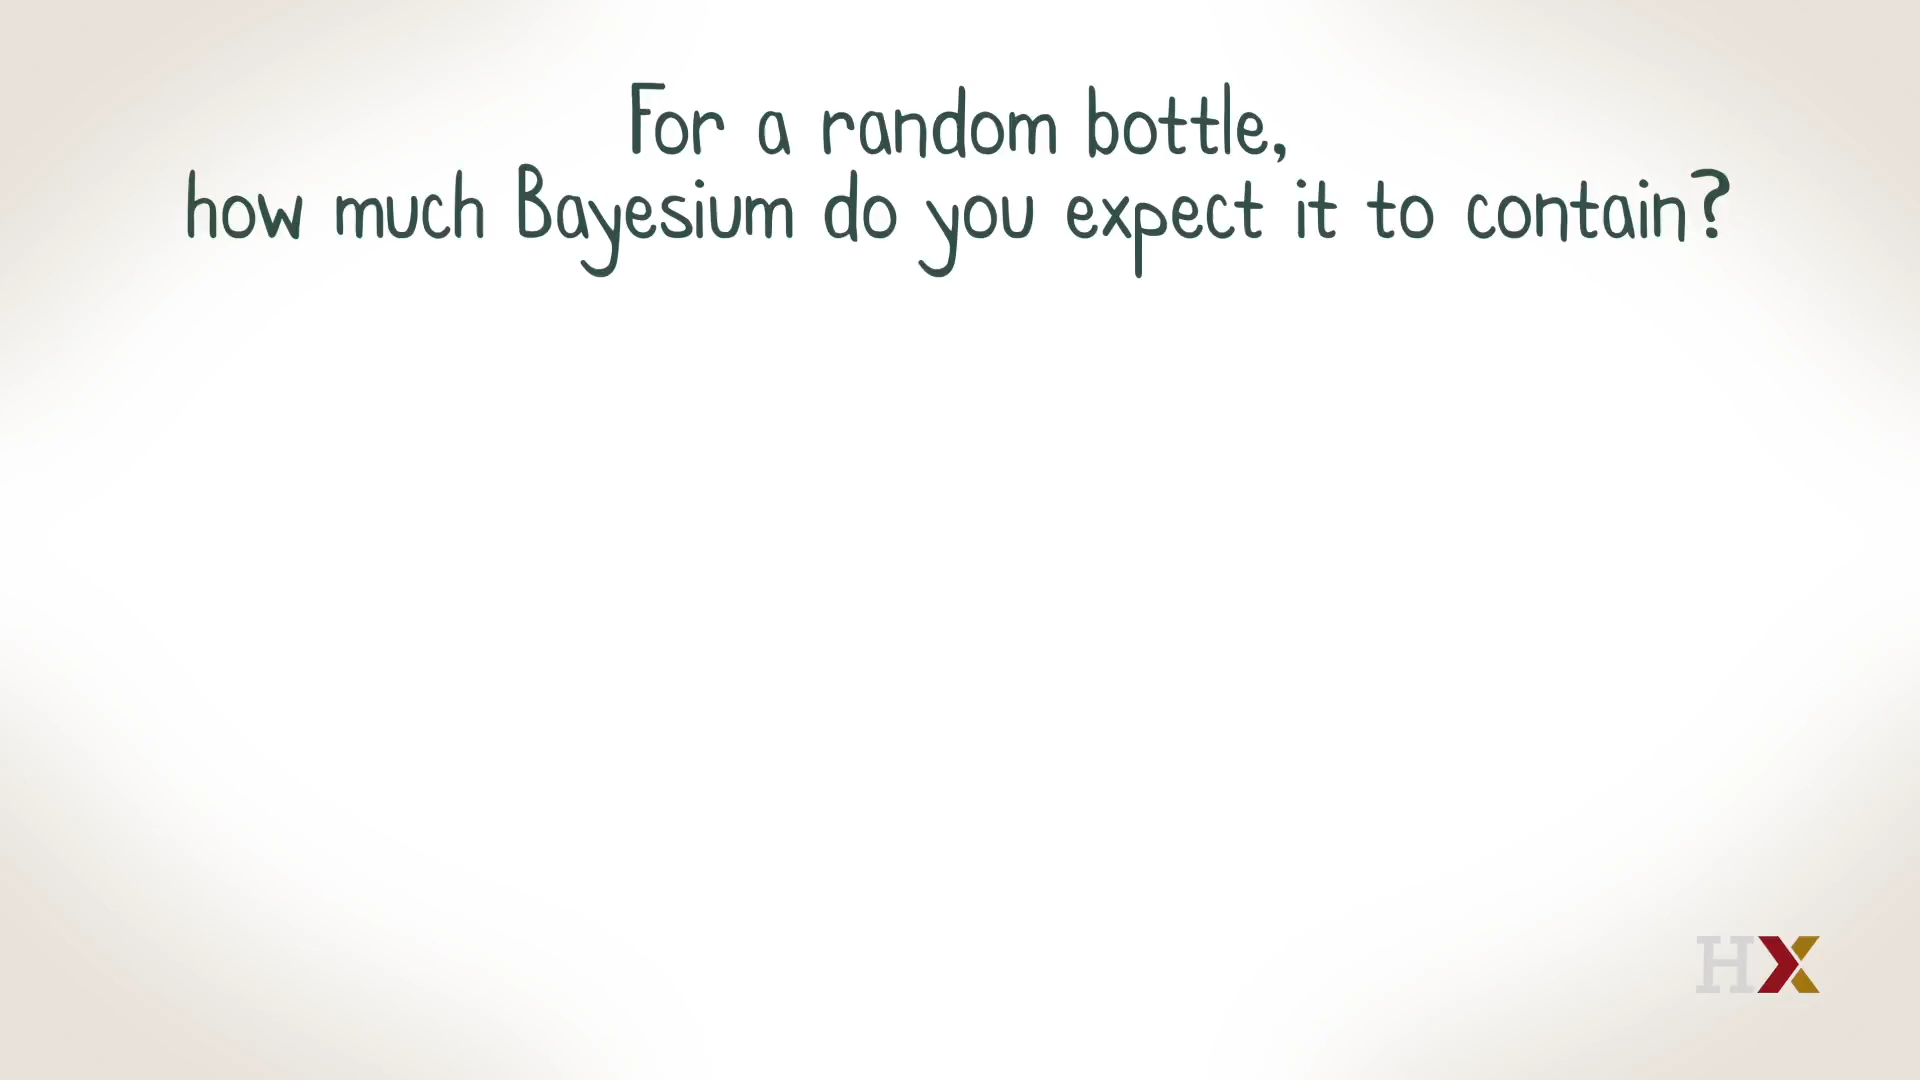 For a random bottle,
how much Bayesium do you expect it to contain?
HX